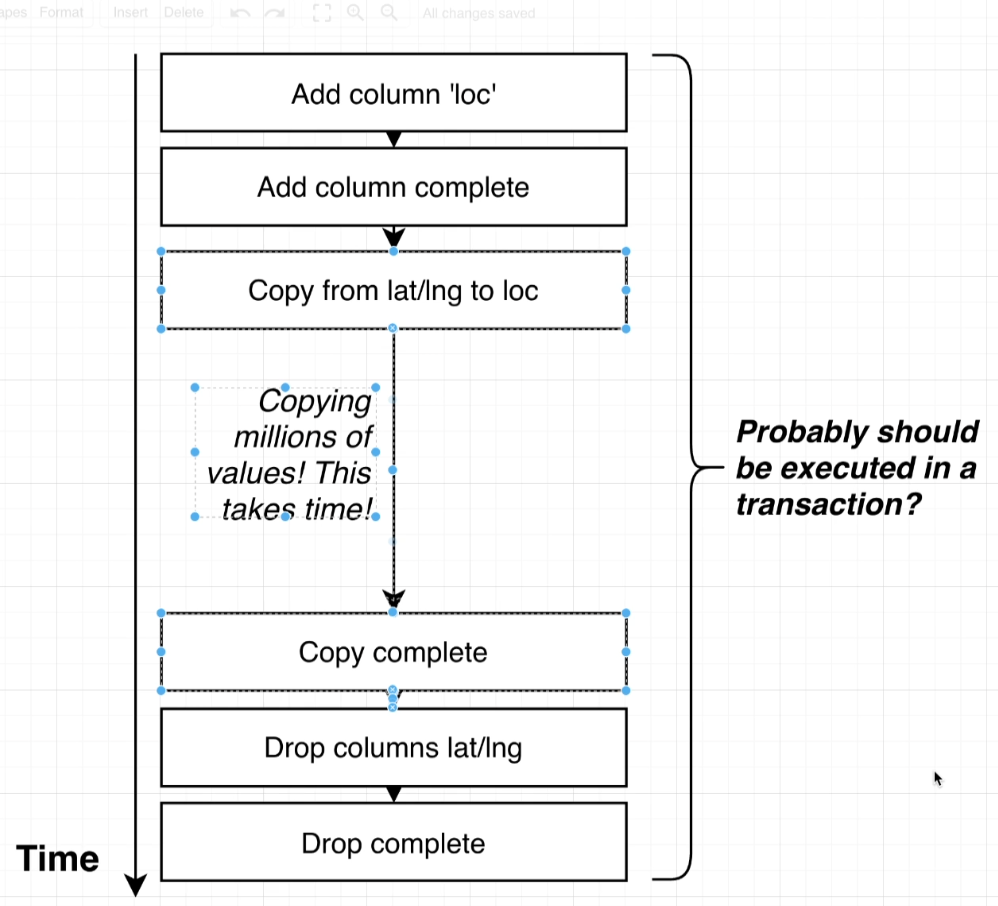 apes Format Insert Delete All changes saved
Add column 'loc'
Add column complete
Copy from lat/lng to loc
Copying
millions of
values! This
takes time!
Probably should
be executed in a
transaction?
Copy complete
Drop columns lat/lng
Drop complete
Time